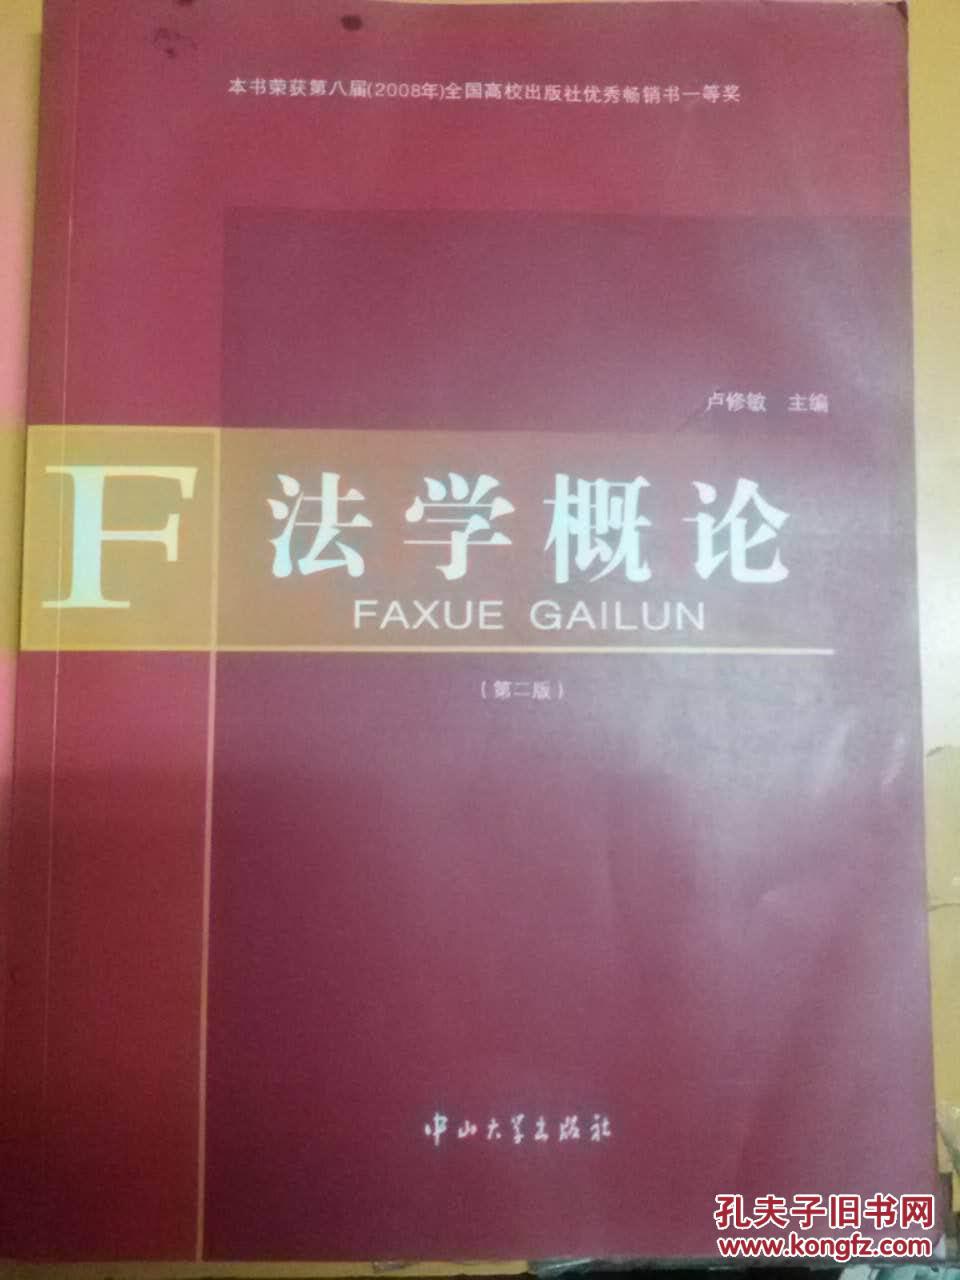 本书荣获第八届(2008年)全国高校出版社优秀畅销书一等奖
卢修敏 主编
F 法学概论
FAXUE GAILUN
(第二版)
中山大学出版社
孔夫子旧书网
www.kongfz.com